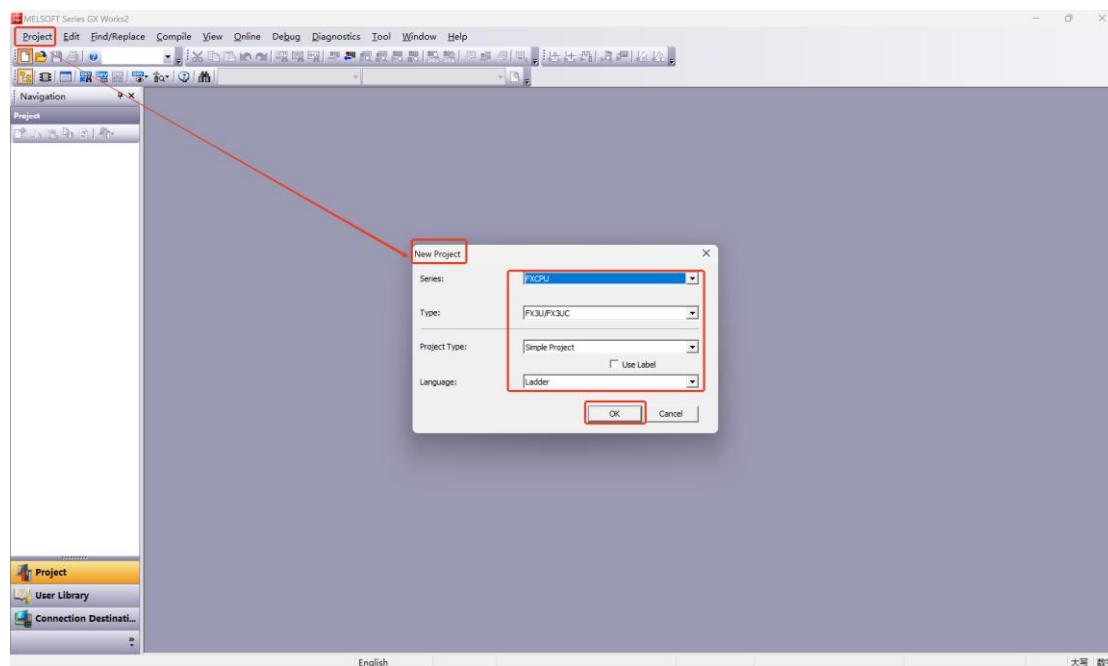 MELSOFT Series GX Works2
Project Edit Find/Replace Compile View Online Debug Diagnostics Tool Window Help
Navigation
Project
New Project
Series: FXCPU
Type: FX3U/FX3UC
Project Type: Simple Project
Use Label
Language: Ladder
OK Cancel
Project
User Library
Connection Destinati...
English 大写